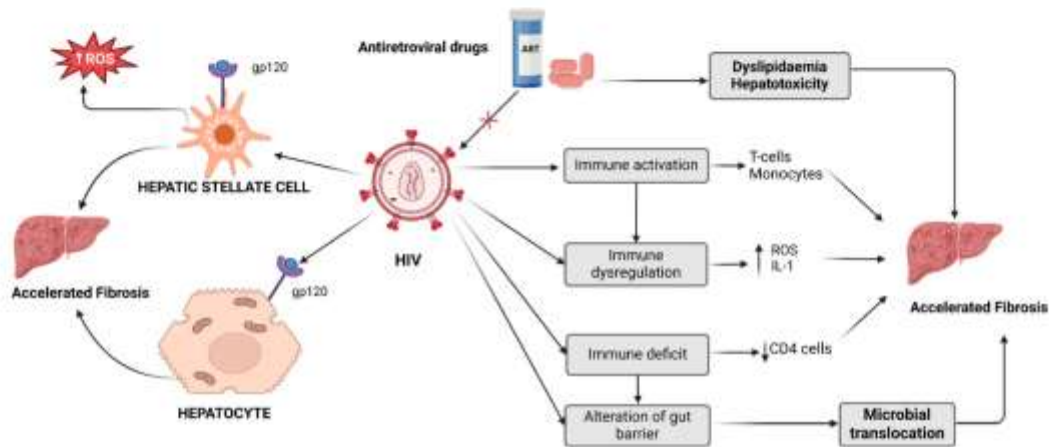 ↑ ROS
gp120
HEPATIC STELLATE CELL
Accelerated Fibrosis
gp120
HEPATOCYTE
Antiretroviral drugs
ART
HIV
Dyslipidaemia
Hepatotoxicity
Immune activation
T-cells
Monocytes
Immune
dysregulation
↑ ROS
IL-1
Immune deficit
↓CD4 cells
Alteration of gut
barrier
Microbial
translocation
Accelerated Fibrosis